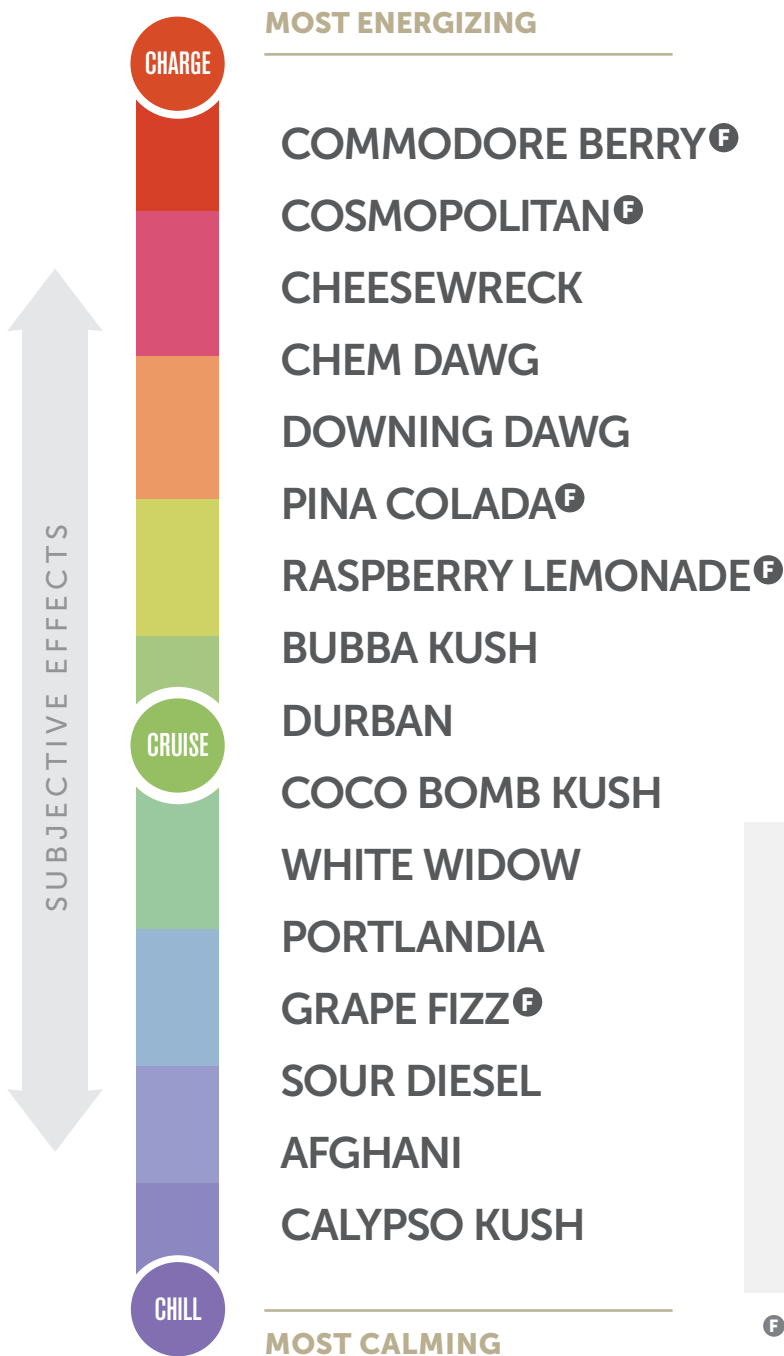 MOST ENERGIZING
CHARGE
COMMODORE BERRY F
COSMOPOLITAN F
CHEESEWRECK
CHEM DAWG
DOWNING DAWG
PINA COLADA F
RASPBERRY LEMONADE F
BUBBA KUSH
DURBAN
CRUISE
COCO BOMB KUSH
WHITE WIDOW
PORTLANDIA
GRAPE FIZZ F
SOUR DIESEL
AFGHANI
CALYPSO KUSH
CHILL
MOST CALMING
SUBJECTIVE EFFECTS
F